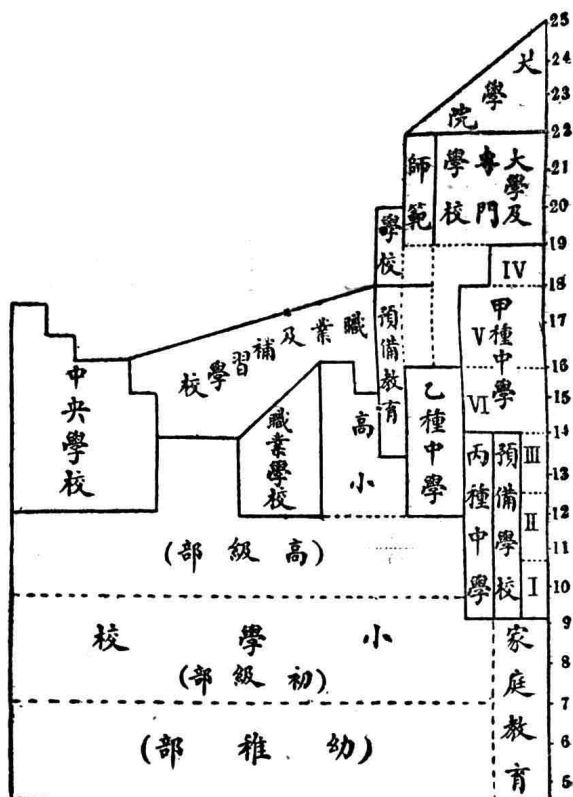 25
24
23
22
21
20
19
18
17
16
15
14
13
12
11
10
9
8
7
6
5
大學院
大學及專門學校
師範
學校
IV
甲種中學
V
VI
預備教育
職業及補習學校
中央學校
職業學校
高小
乙種中學
丙種中學
預備學校
III
II
I
(高級部)
小學校
(初級部)
(幼稚部)
家庭教育